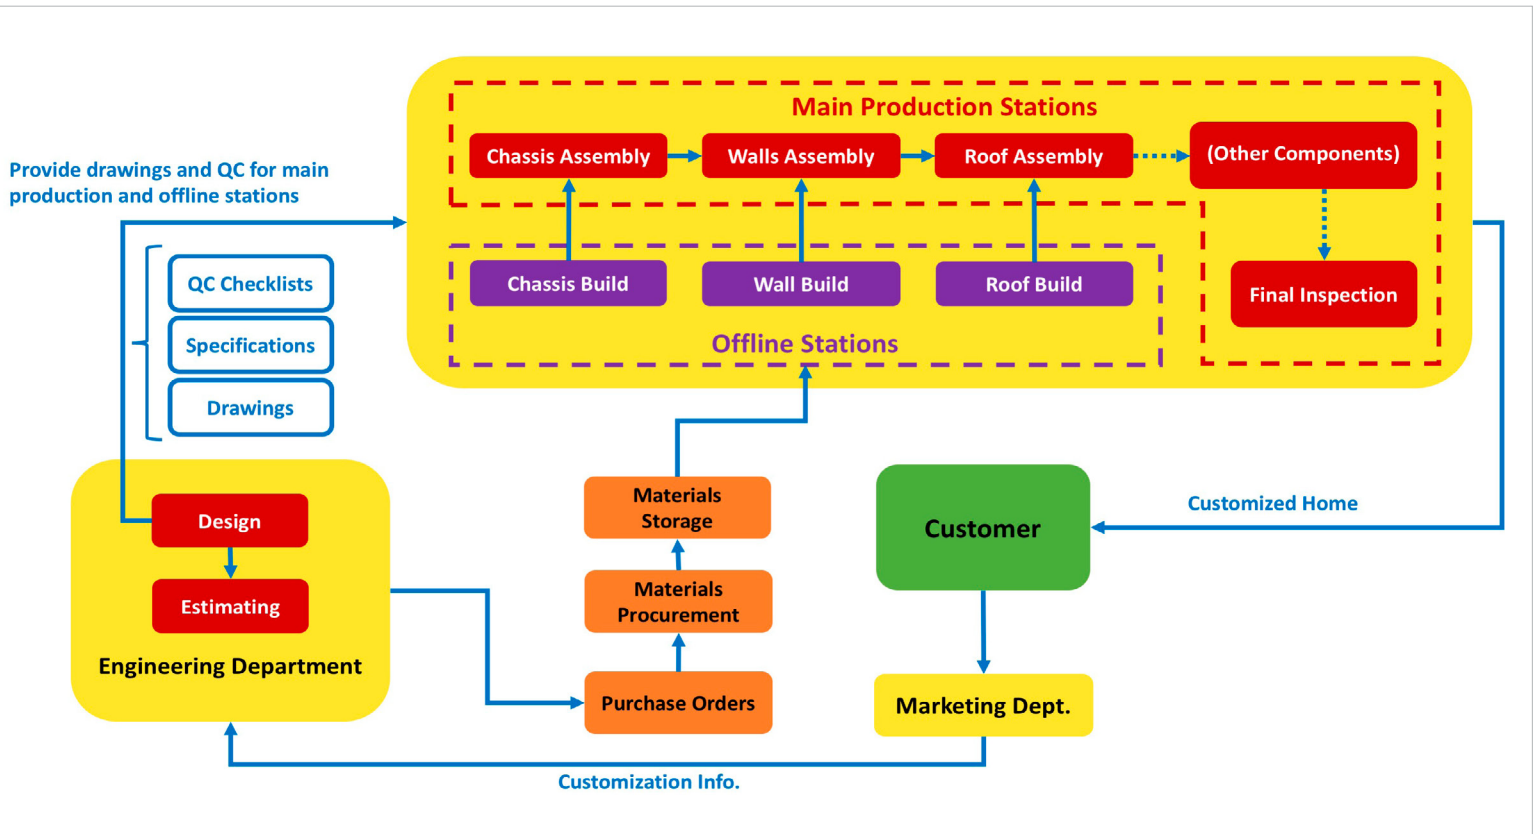 Main Production Stations
Chassis Assembly
Walls Assembly
Roof Assembly
(Other Components)
Provide drawings and QC for main
production and offline stations
QC Checklists
Specifications
Drawings
Chassis Build
Wall Build
Roof Build
Final Inspection
Offline Stations
Design
Estimating
Engineering Department
Materials
Storage
Materials
Procurement
Purchase Orders
Customer
Customized Home
Marketing Dept.
Customization Info.